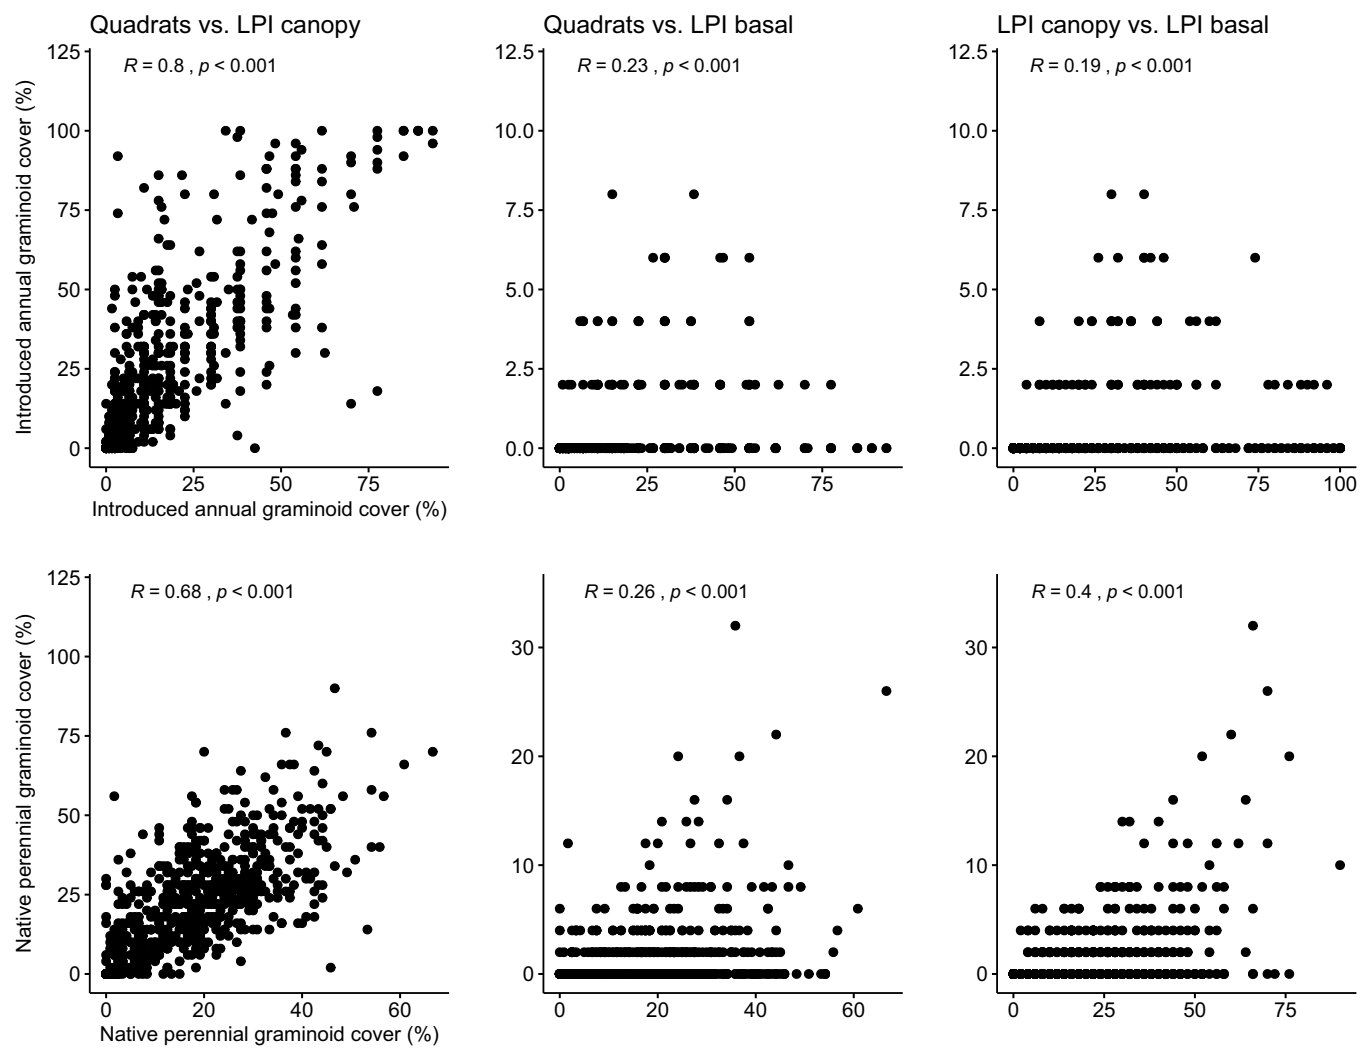 Quadrats vs. LPI canopy
Quadrats vs. LPI basal
LPI canopy vs. LPI basal
Introduced annual graminoid cover (%)
125
100
75
50
25
0
R = 0.8 , p < 0.001
0 25 50 75
Introduced annual graminoid cover (%)
12.5
10.0
7.5
5.0
2.5
0.0
R = 0.23 , p < 0.001
0 25 50 75
12.5
10.0
7.5
5.0
2.5
0.0
R = 0.19 , p < 0.001
0 25 50 75 100
Native perennial graminoid cover (%)
125
100
75
50
25
0
R = 0.68 , p < 0.001
0 20 40 60
Native perennial graminoid cover (%)
30
20
10
0
R = 0.26 , p < 0.001
0 20 40 60
30
20
10
0
R = 0.4 , p < 0.001
0 25 50 75